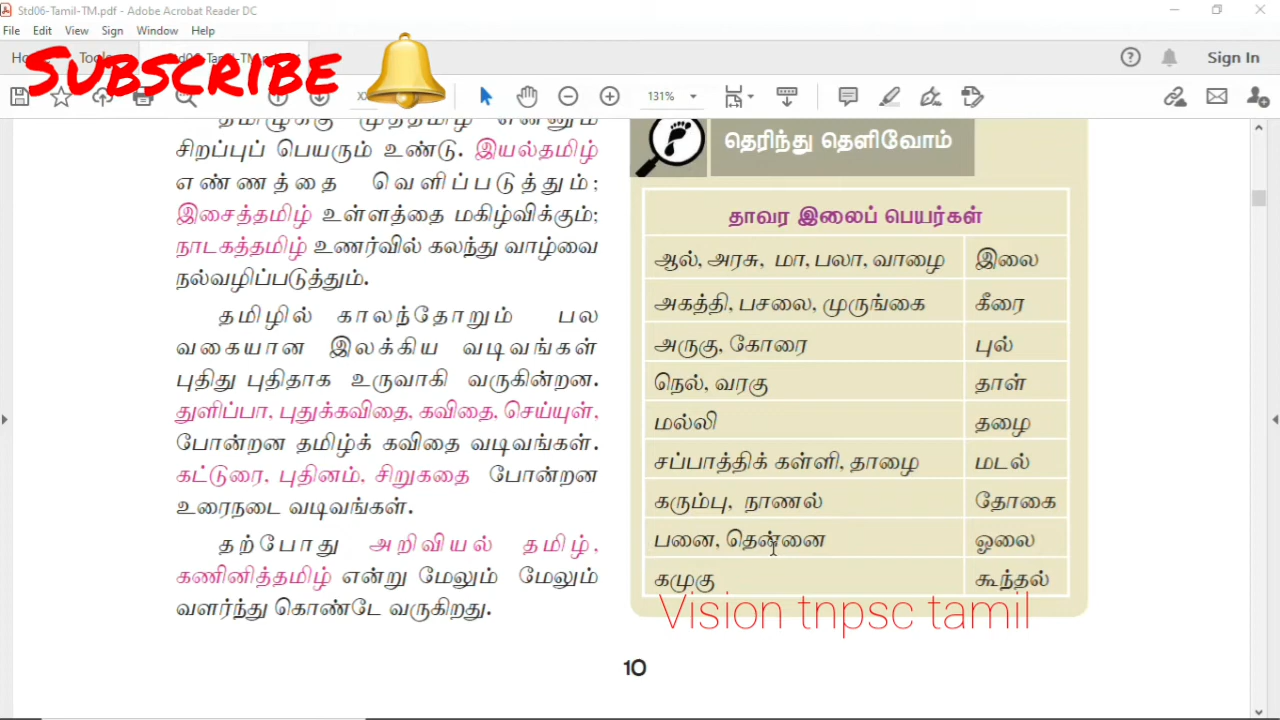 Std06-Tamil-TM.pdf - Adobe Acrobat Reader DC
File Edit View Sign Window Help
SUBSCRIBE
Sign In
131%
தமிழுக்கு முத்தமிழ் என்னும்
சிறப்புப் பெயரும் உண்டு. இயல்தமிழ்
எண்ணத்தை வெளிப்படுத்தும்;
இசைத்தமிழ் உள்ளத்தை மகிழ்விக்கும்;
நாடகத்தமிழ் உணர்வில் கலந்து வாழ்வை
நல்வழிப்படுத்தும்.
தமிழில் காலந்தோறும் பல
வகையான இலக்கிய வடிவங்கள்
புதிது புதிதாக உருவாகி வருகின்றன.
துளிப்பா, புதுக்கவிதை, கவிதை, செய்யுள்,
போன்றன தமிழ்க் கவிதை வடிவங்கள்.
கட்டுரை, புதினம், சிறுகதை போன்றன
உரைநடை வடிவங்கள்.
தற்போது அறிவியல் தமிழ்,
கணினித்தமிழ் என்று மேலும் மேலும்
வளர்ந்து கொண்டே வருகிறது.
தெரிந்து தெளிவோம்
தாவர இலைப் பெயர்கள்
ஆல், அரசு, மா, பலா, வாழை இலை
அகத்தி, பசலை, முருங்கை கீரை
அருகு, கோரை புல்
நெல், வரகு தாள்
மல்லி தழை
சப்பாத்திக் கள்ளி, தாழை மடல்
கரும்பு, நாணல் தோகை
பனை, தென்னை ஓலை
கமுகு கூந்தல்
Vision tnpsc tamil
10